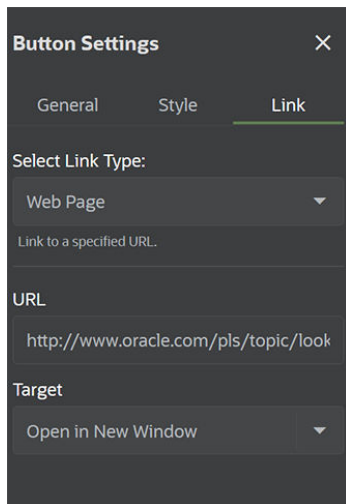 Button Settings
General Style Link
Select Link Type:
Web Page
Link to a specified URL.
URL
http://www.oracle.com/pls/topic/look
Target
Open in New Window